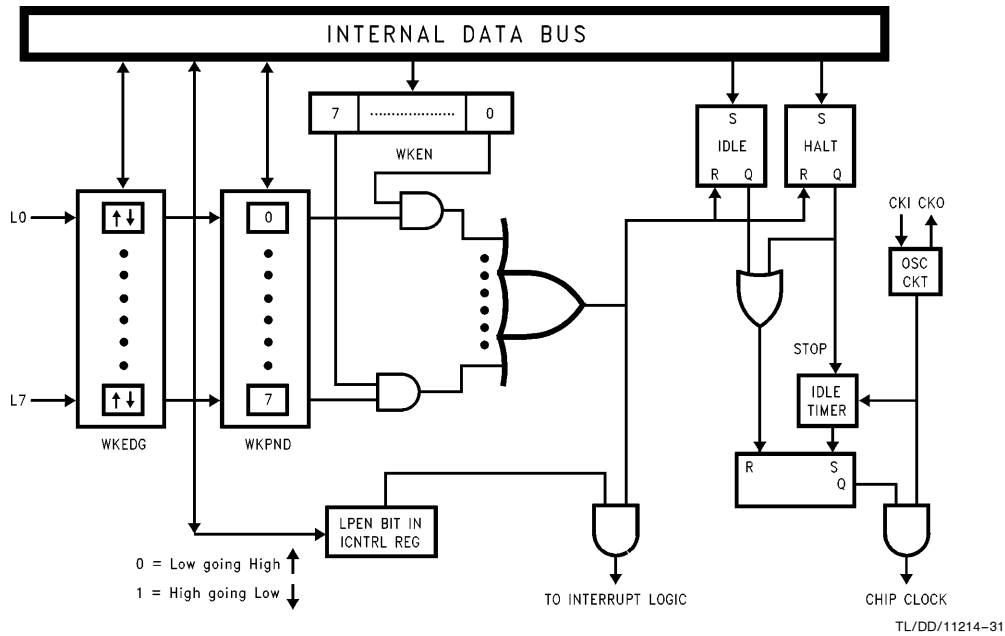 INTERNAL DATA BUS
7 .................... 0
WKEN
S
IDLE
R Q
S
HALT
R Q
CKI CKO
OSC
CKT
L0
0
L7
7
WKEDG
WKPND
STOP
IDLE
TIMER
R S
Q
LPEN BIT IN
ICNTRL REG
0 = Low going High
1 = High going Low
TO INTERRUPT LOGIC
CHIP CLOCK
TL/DD/11214-31